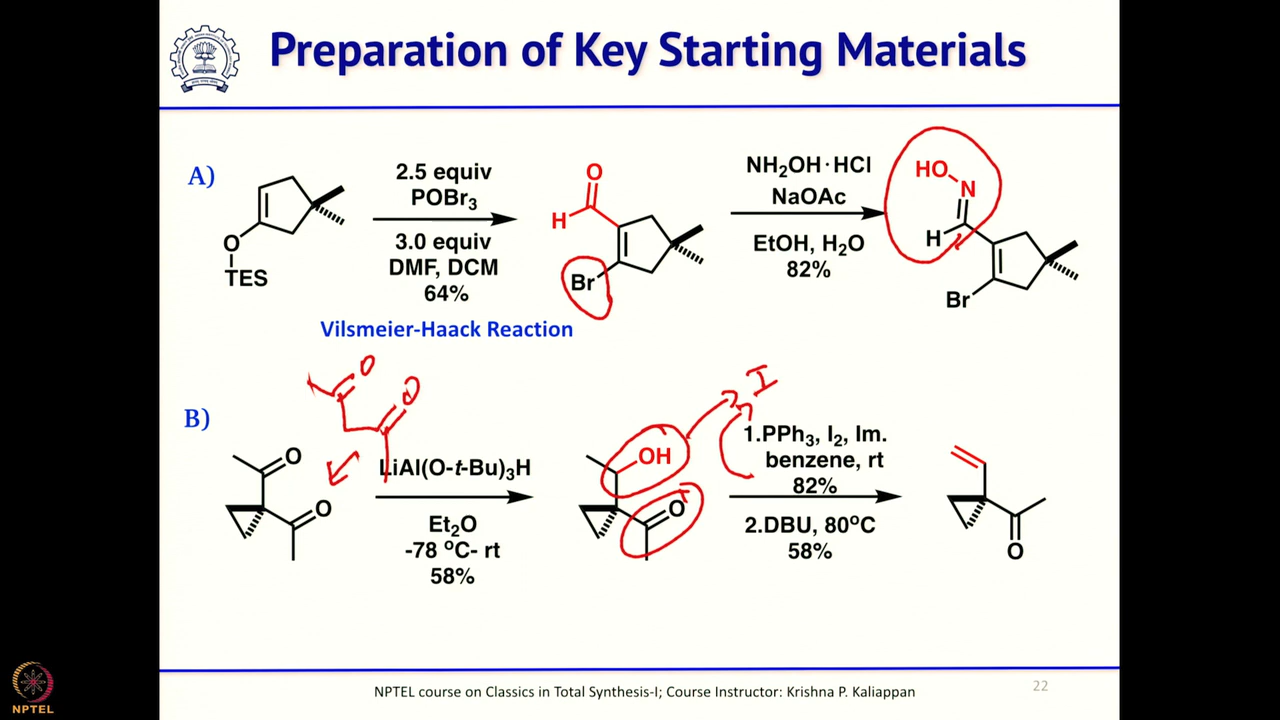 Preparation of Key Starting Materials
A)
O
TES
2.5 equiv
POBr₃
3.0 equiv
DMF, DCM
64%
O
H
Br
NH₂OH·HCl
NaOAc
EtOH, H₂O
82%
HO
N
H
Br
Vilsmeier-Haack Reaction
O
O
B)
O
O
LiAl(O-t-Bu)₃H
Et₂O
-78 ºC- rt
58%
OH
O
I
1.PPh₃, I₂, Im.
benzene, rt
82%
2.DBU, 80ºC
58%
O
NPTEL course on Classics in Total Synthesis-I; Course Instructor: Krishna P. Kaliappan
22
NPTEL